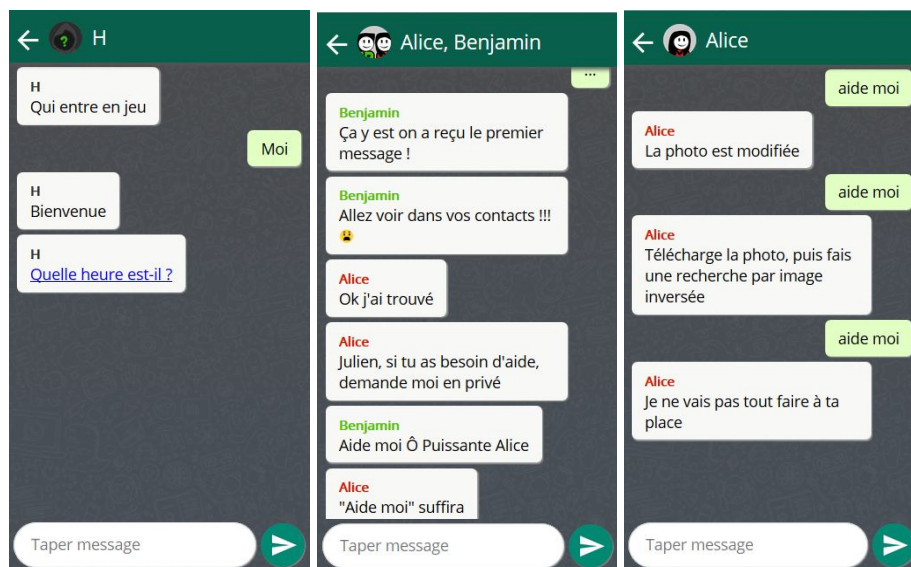 H
H
Qui entre en jeu
Moi
H
Bienvenue
H
Quelle heure est-il ?
Taper message
Alice, Benjamin
...
Benjamin
Ça y est on a reçu le premier
message !
Benjamin
Allez voir dans vos contacts !!!
😫
Alice
Ok j'ai trouvé
Alice
Julien, si tu as besoin d'aide,
demande moi en privé
Benjamin
Aide moi Ô Puissante Alice
Alice
"Aide moi" suffira
Taper message
Alice
aide moi
Alice
La photo est modifiée
aide moi
Alice
Télécharge la photo, puis fais
une recherche par image
inversée
aide moi
Alice
Je ne vais pas tout faire à ta
place
Taper message